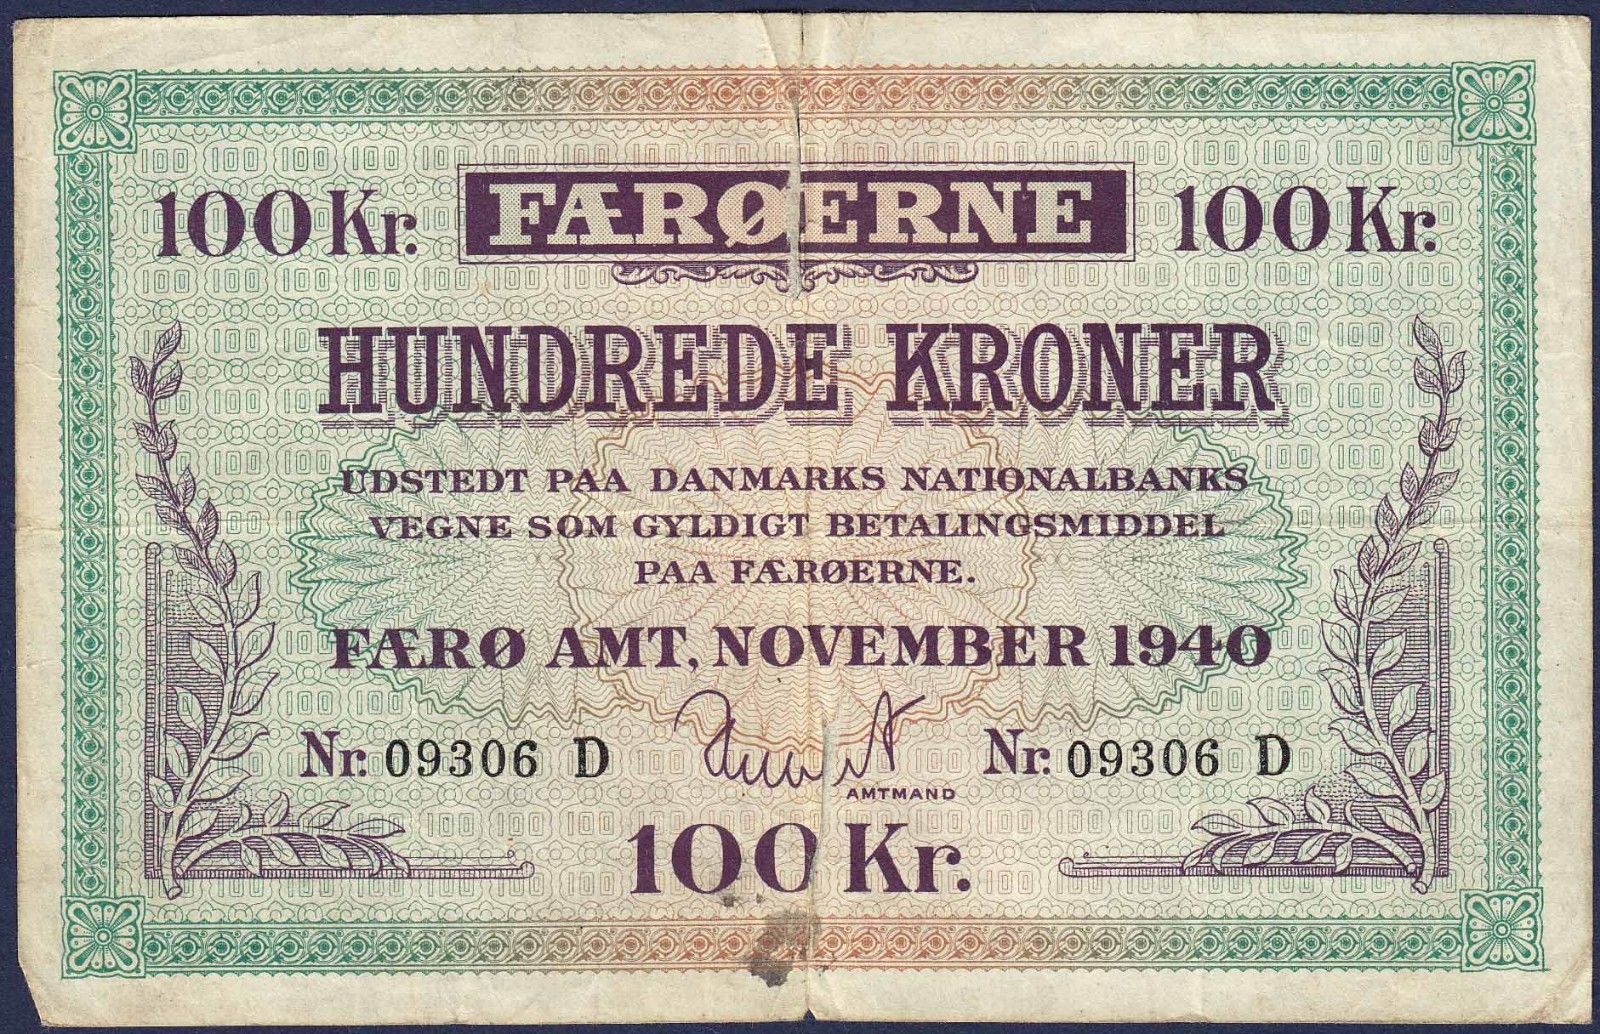 100 Kr. FÆRØERNE 100 Kr.
HUNDREDE KRONER
UDSTEDT PAA DANMARKS NATIONALBANKS
VEGNE SOM GYLDIGT BETALINGSMIDDEL
PAA FÆRØERNE.
FÆRØ AMT, NOVEMBER 1940
Nr. 09306 D Nr. 09306 D
AMTMAND
100 Kr.